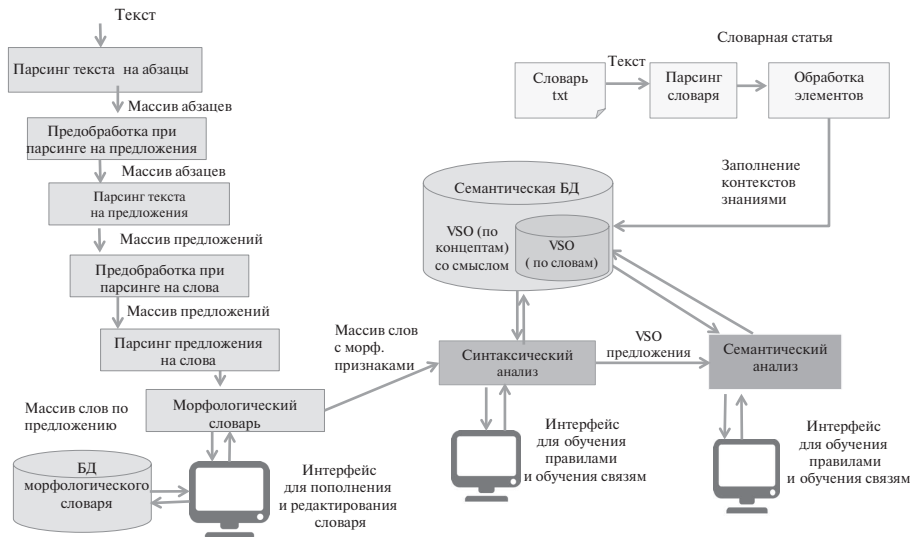 Текст
Парсинг текста на абзацы
Массив абзацев
Предобработка при
парсинге на предложения
Массив абзацев
Парсинг текста
на предложения
Массив предложений
Предобработка при
парсинге на слова
Массив предложений
Парсинг предложения
на слова
Массив слов по
предложению
Морфологический
словарь
БД
морфологического
словаря
Интерфейс
для пополнения
и редактирования
словаря
Массив слов
с морф.
признаками
Словарная статья
Словарь
txt
Текст
Парсинг
словаря
Обработка
элементов
Заполнение
контекстов
знаниями
Семантическая БД
VSO (по
концептам)
со смыслом
VSO
( по словам)
Синтаксический
анализ
VSO
предложения
Семантический
анализ
Интерфейс
для обучения
правилами
и обучения связям
Интерфейс
для обучения
правилами
и обучения связям